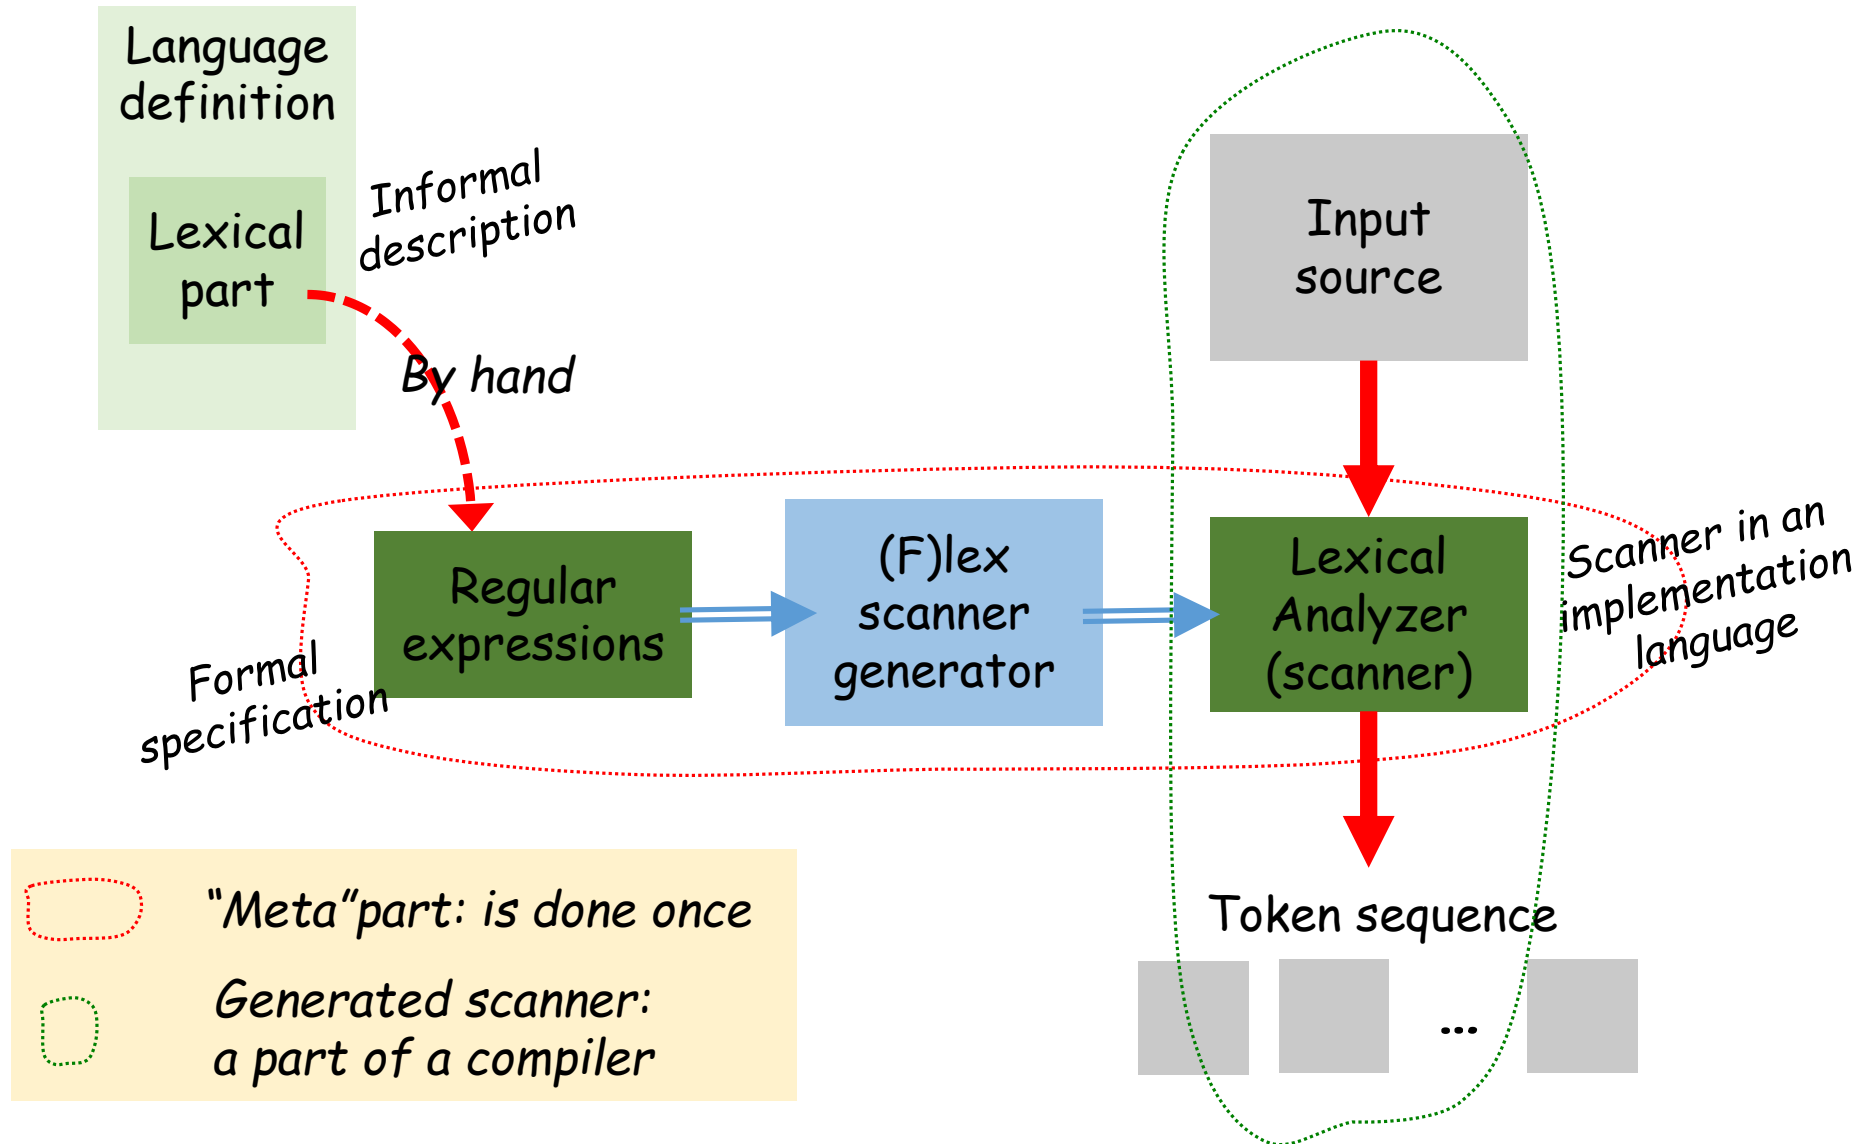 Language
definition
Lexical
part
Informal
description
By hand
Input
source
Regular
expressions
(F)lex
scanner
generator
Lexical
Analyzer
(scanner)
Scanner in an
implementation
language
Formal
specification
Token sequence
...
“Meta”part: is done once
Generated scanner:
a part of a compiler